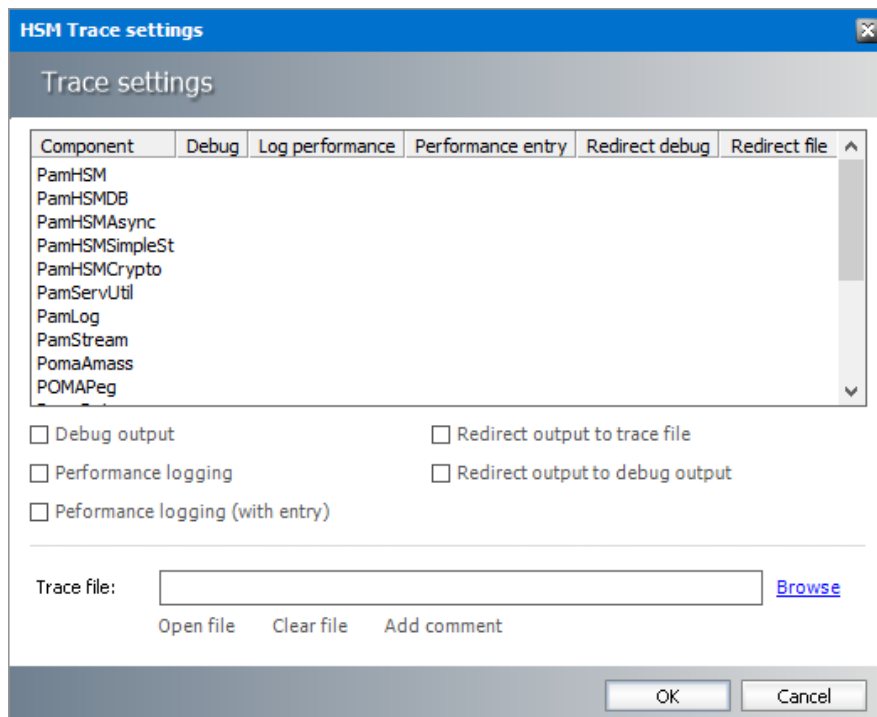 HSM Trace settings
Trace settings
Component Debug Log performance Performance entry Redirect debug Redirect file
PamHSM
PamHSMDB
PamHSMAsync
PamHSMSimpleSt
PamHSMCrypto
PamServUtil
PamLog
PamStream
PomaAmass
POMAPeg
Debug output Redirect output to trace file
Performance logging Redirect output to debug output
Peformance logging (with entry)
Trace file: Browse
Open file Clear file Add comment
OK Cancel